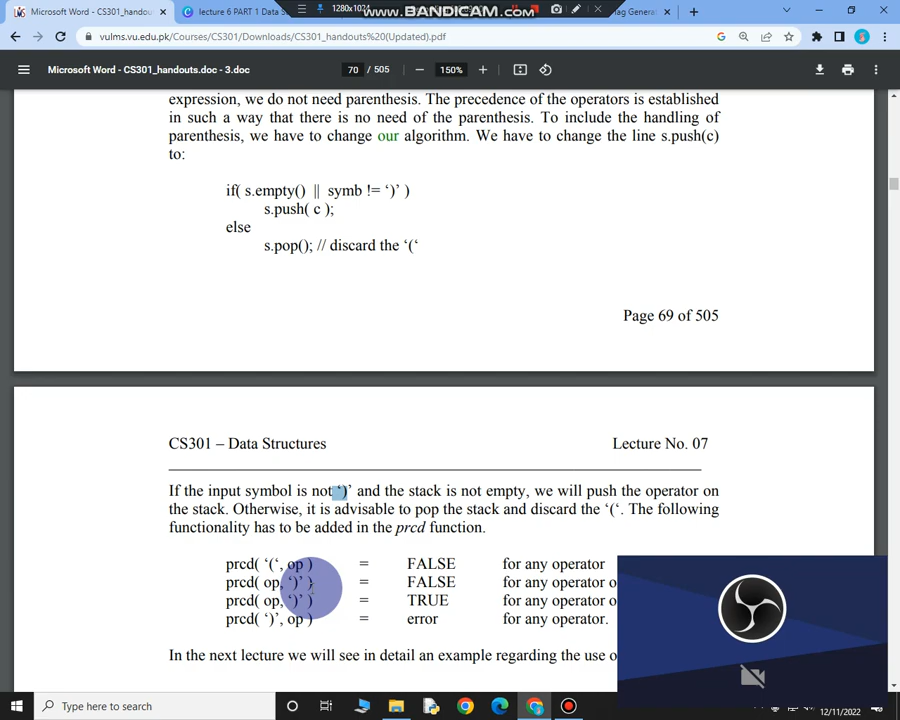 Microsoft Word - CS301_handou
lecture 6 PART 1 Data S
1280x1024
WWW.BANDICAM.COM
ag Genera
vulms.vu.edu.pk/Courses/CS301/Downloads/CS301_handouts%20(Updated).pdf
Microsoft Word - CS301_handouts.doc - 3.doc
70 / 505
150%
expression, we do not need parenthesis. The precedence of the operators is established
in such a way that there is no need of the parenthesis. To include the handling of
parenthesis, we have to change our algorithm. We have to change the line s.push(c)
to:
if( s.empty() || symb != ‘)’ )
s.push( c );
else
s.pop(); // discard the ‘(‘
Page 69 of 505
CS301 – Data Structures
Lecture No. 07
If the input symbol is not ‘)’ and the stack is not empty, we will push the operator on
the stack. Otherwise, it is advisable to pop the stack and discard the ‘(‘. The following
functionality has to be added in the prcd function.
prcd( ‘(‘, op ) = FALSE for any operator
prcd( op, ‘)’ ) = FALSE for any operator o
prcd( op, ‘)’ ) = TRUE for any operator o
prcd( ‘)’, op ) = error for any operator.
In the next lecture we will see in detail an example regarding the use o
Type here to search
12/11/2022